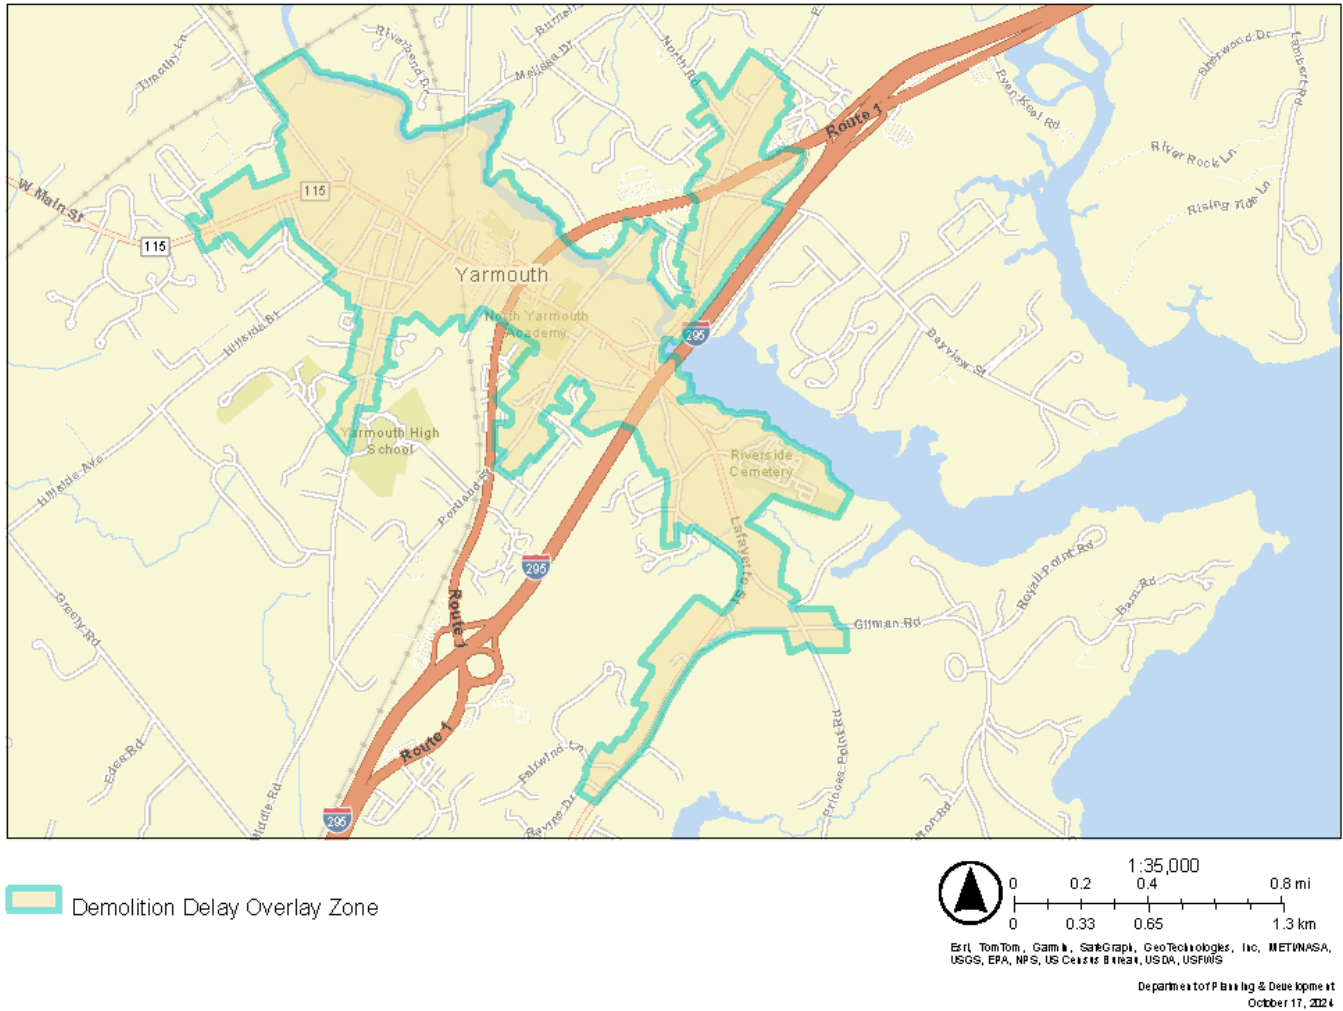 Timothy Ln
Riverbend Dr
Melissa Dr
North Rd
Route 1
Even Keel Rd
Sherwood Dr
Lambert Rd
River Rock Ln
Rising Tide Ln
W Main St
115
115
Yarmouth
North Yarmouth
Academy
295
Hillside St
Bayview St
Yarmouth High
School
Riverside
Cemetery
Hillside Ave
Portland St
Lafayette St
295
Royall Point Rd
Barn Rd
Greely Rd
Route 1
Gilman Rd
Princes Point Rd
Route 1
Fairwind Ln
Edes Rd
Middle Rd
Ravine Dr
295
Demolition Delay Overlay Zone
1:35,000
0 0.2 0.4 0.8 mi
0 0.33 0.65 1.3 km
Esri, TomTom, Garmin, SafeGraph, GeoTechnologies, Inc, METI/NASA,
USGS, EPA, NPS, US Census Bureau, USDA, USFWS
Department of Planning & Development
October 17, 2024